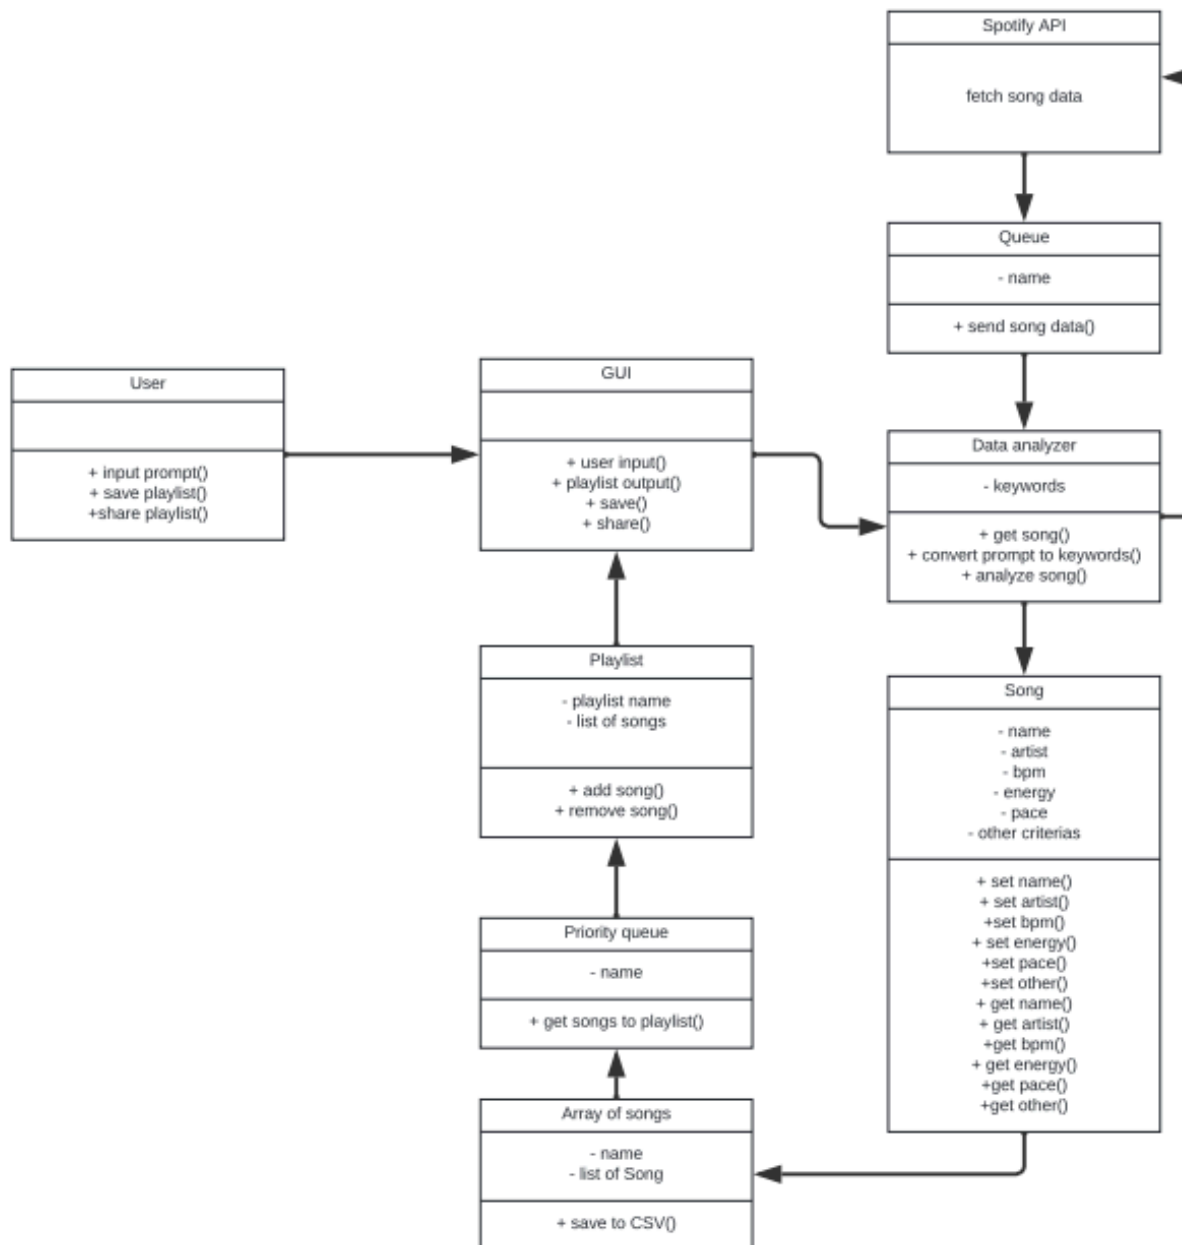 Spotify API
fetch song data
Queue
- name
+ send song data()
User
+ input prompt()
+ save playlist()
+share playlist()
GUI
+ user input()
+ playlist output()
+ save()
+ share()
Data analyzer
- keywords
+ get song()
+ convert prompt to keywords()
+ analyze song()
Playlist
- playlist name
- list of songs
+ add song()
+ remove song()
Song
- name
- artist
- bpm
- energy
- pace
- other criterias
+ set name()
+ set artist()
+set bpm()
+ set energy()
+set pace()
+set other()
+ get name()
+ get artist()
+get bpm()
+ get energy()
+get pace()
+get other()
Priority queue
- name
+ get songs to playlist()
Array of songs
- name
- list of Song
+ save to CSV()